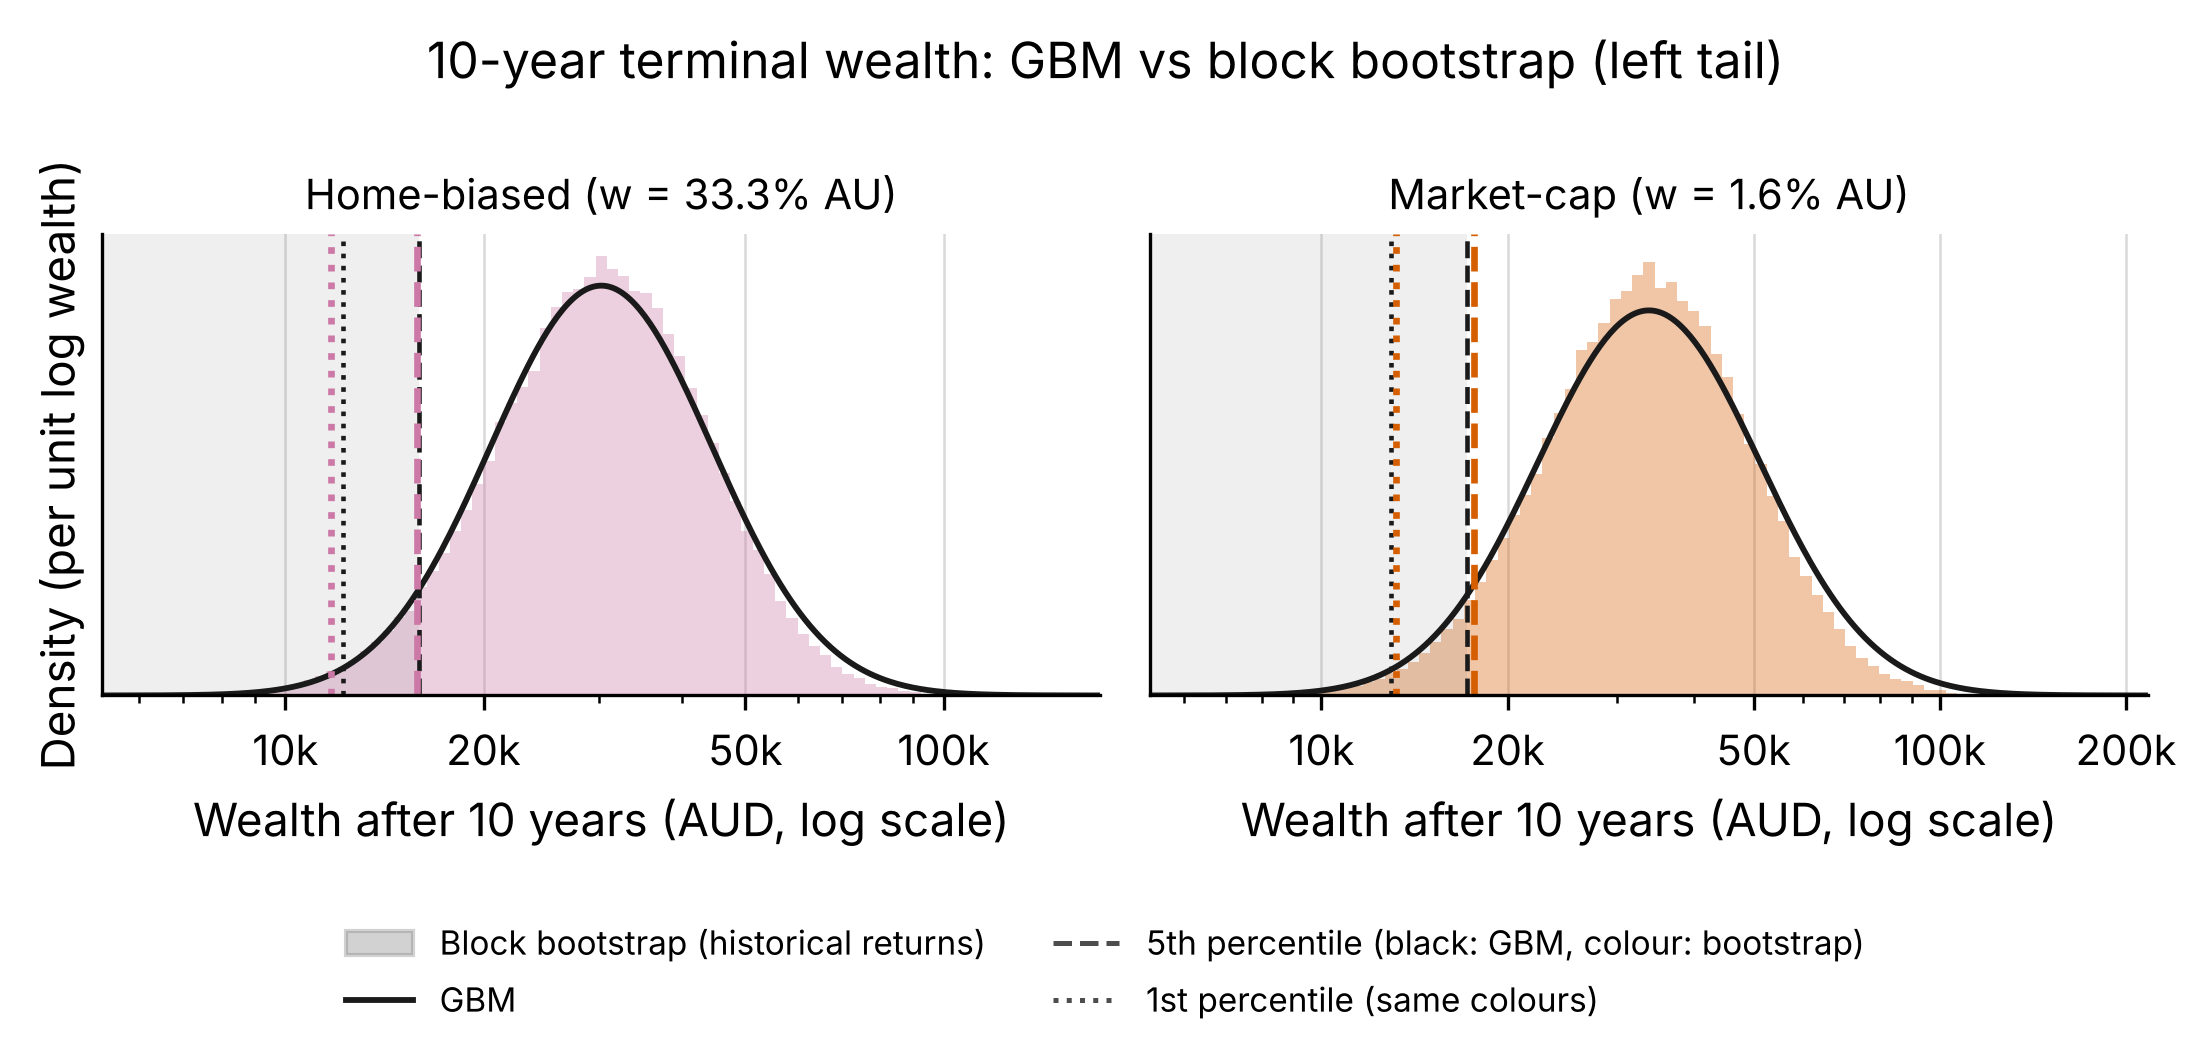 10-year terminal wealth: GBM vs block bootstrap (left tail)
Home-biased (w = 33.3% AU)
Market-cap (w = 1.6% AU)
Density (per unit log wealth)
10k 20k 50k 100k
10k 20k 50k 100k 200k
Wealth after 10 years (AUD, log scale)
Wealth after 10 years (AUD, log scale)
Block bootstrap (historical returns)
GBM
5th percentile (black: GBM, colour: bootstrap)
1st percentile (same colours)